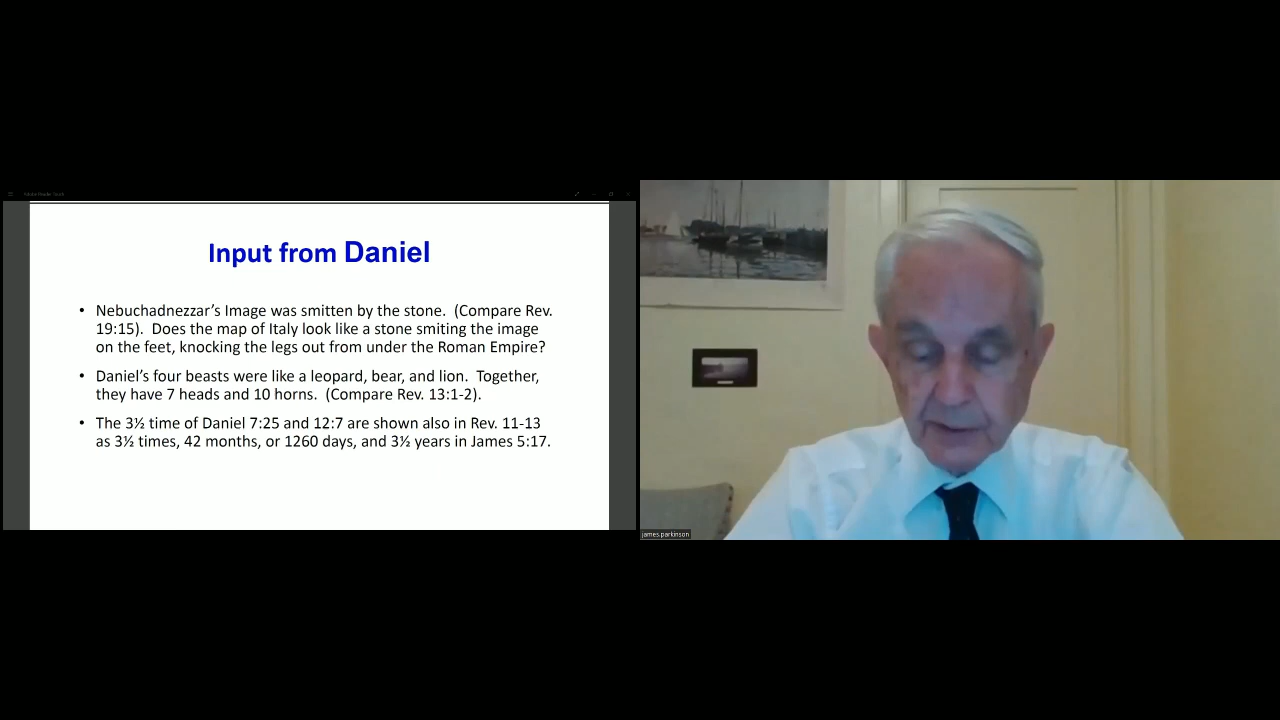 Input from Daniel
• Nebuchadnezzar’s Image was smitten by the stone.  (Compare Rev.
19:15).  Does the map of Italy look like a stone smiting the image
on the feet, knocking the legs out from under the Roman Empire?
• Daniel’s four beasts were like a leopard, bear, and lion.  Together,
they have 7 heads and 10 horns.  (Compare Rev. 13:1-2).
• The 3½ time of Daniel 7:25 and 12:7 are shown also in Rev. 11-13
as 3½ times, 42 months, or 1260 days, and 3½ years in James 5:17.
james.parkinson